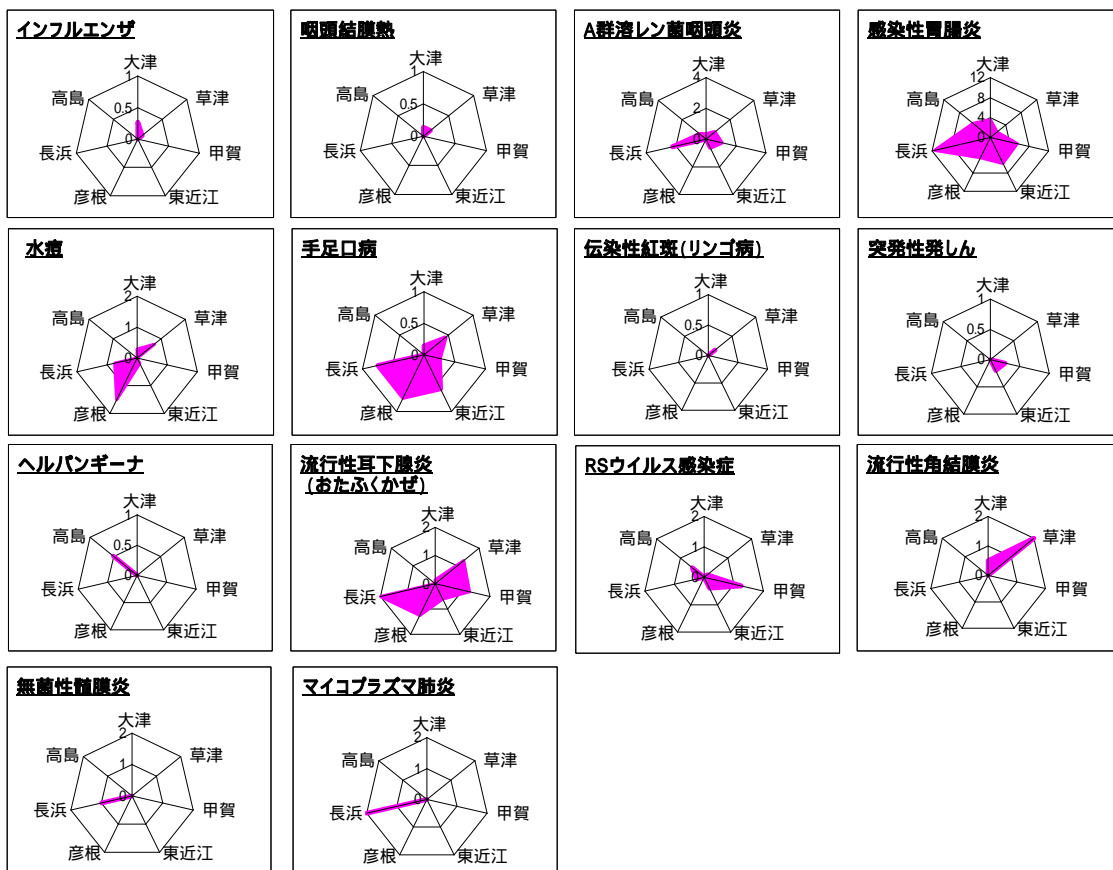 インフルエンザ
大津
1
0.5
0
草津
甲賀
東近江
彦根
長浜
高島
咽頭結膜熱
大津
1
0.5
0
草津
甲賀
東近江
彦根
長浜
高島
A群溶レン菌咽頭炎
大津
4
2
0
草津
甲賀
東近江
彦根
長浜
高島
感染性胃腸炎
大津
12
8
4
0
草津
甲賀
東近江
彦根
長浜
高島
水痘
大津
2
1
0
草津
甲賀
東近江
彦根
長浜
高島
手足口病
大津
1
0.5
0
草津
甲賀
東近江
彦根
長浜
高島
伝染性紅斑(リンゴ病)
大津
1
0.5
0
草津
甲賀
東近江
彦根
長浜
高島
突発性発しん
大津
1
0.5
0
草津
甲賀
東近江
彦根
長浜
高島
ヘルパンギーナ
大津
1
0.5
0
草津
甲賀
東近江
彦根
長浜
高島
流行性耳下腺炎
(おたふくかぜ)
大津
2
1
0
草津
甲賀
東近江
彦根
長浜
高島
RSウイルス感染症
大津
2
1
0
草津
甲賀
東近江
彦根
長浜
高島
流行性角結膜炎
大津
2
1
0
草津
甲賀
東近江
彦根
長浜
高島
無菌性髄膜炎
大津
2
1
0
草津
甲賀
東近江
彦根
長浜
高島
マイコプラズマ肺炎
大津
2
1
0
草津
甲賀
東近江
彦根
長浜
高島